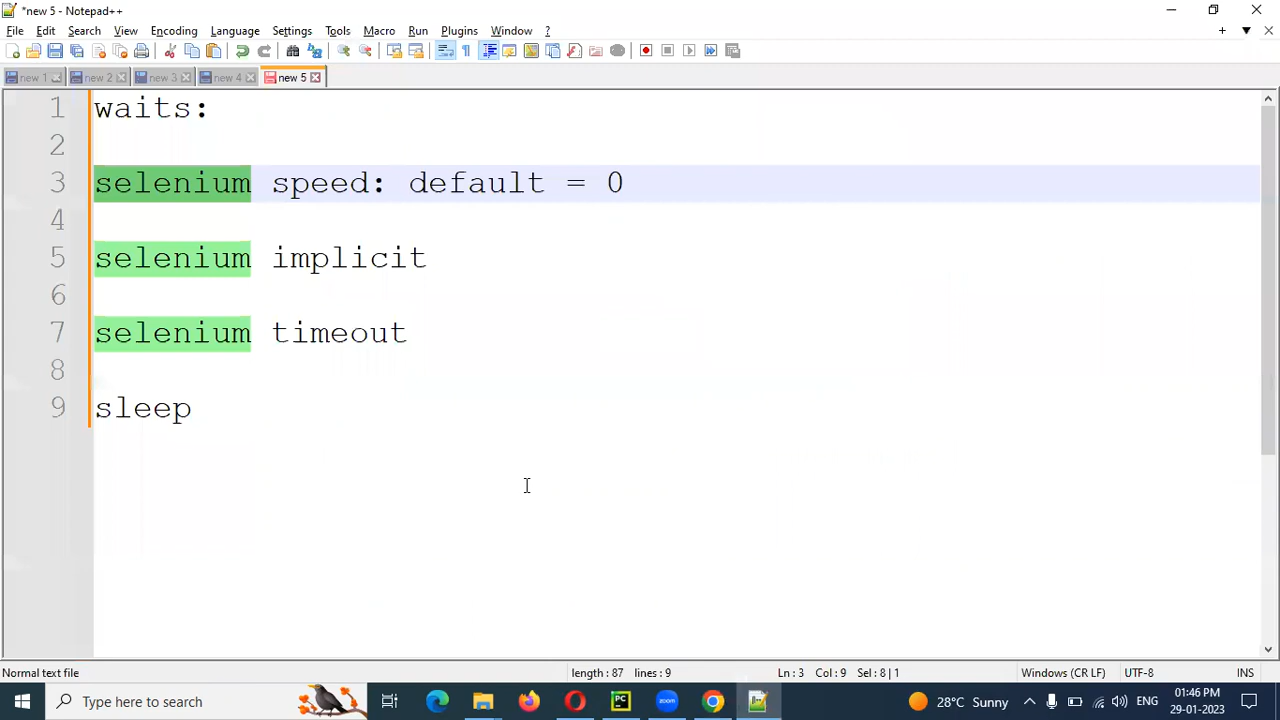 *new 5 - Notepad++
File Edit Search View Encoding Language Settings Tools Macro Run Plugins Window ?
new 1 new 2 new 3 new 4 new 5
1 waits:
2
3 selenium speed: default = 0
4
5 selenium implicit
6
7 selenium timeout
8
9 sleep
Normal text file length : 87 lines : 9 Ln : 3 Col : 9 Sel : 8 | 1 Windows (CR LF) UTF-8 INS
Type here to search PC zoom 28°C Sunny ENG 01:46 PM
29-01-2023